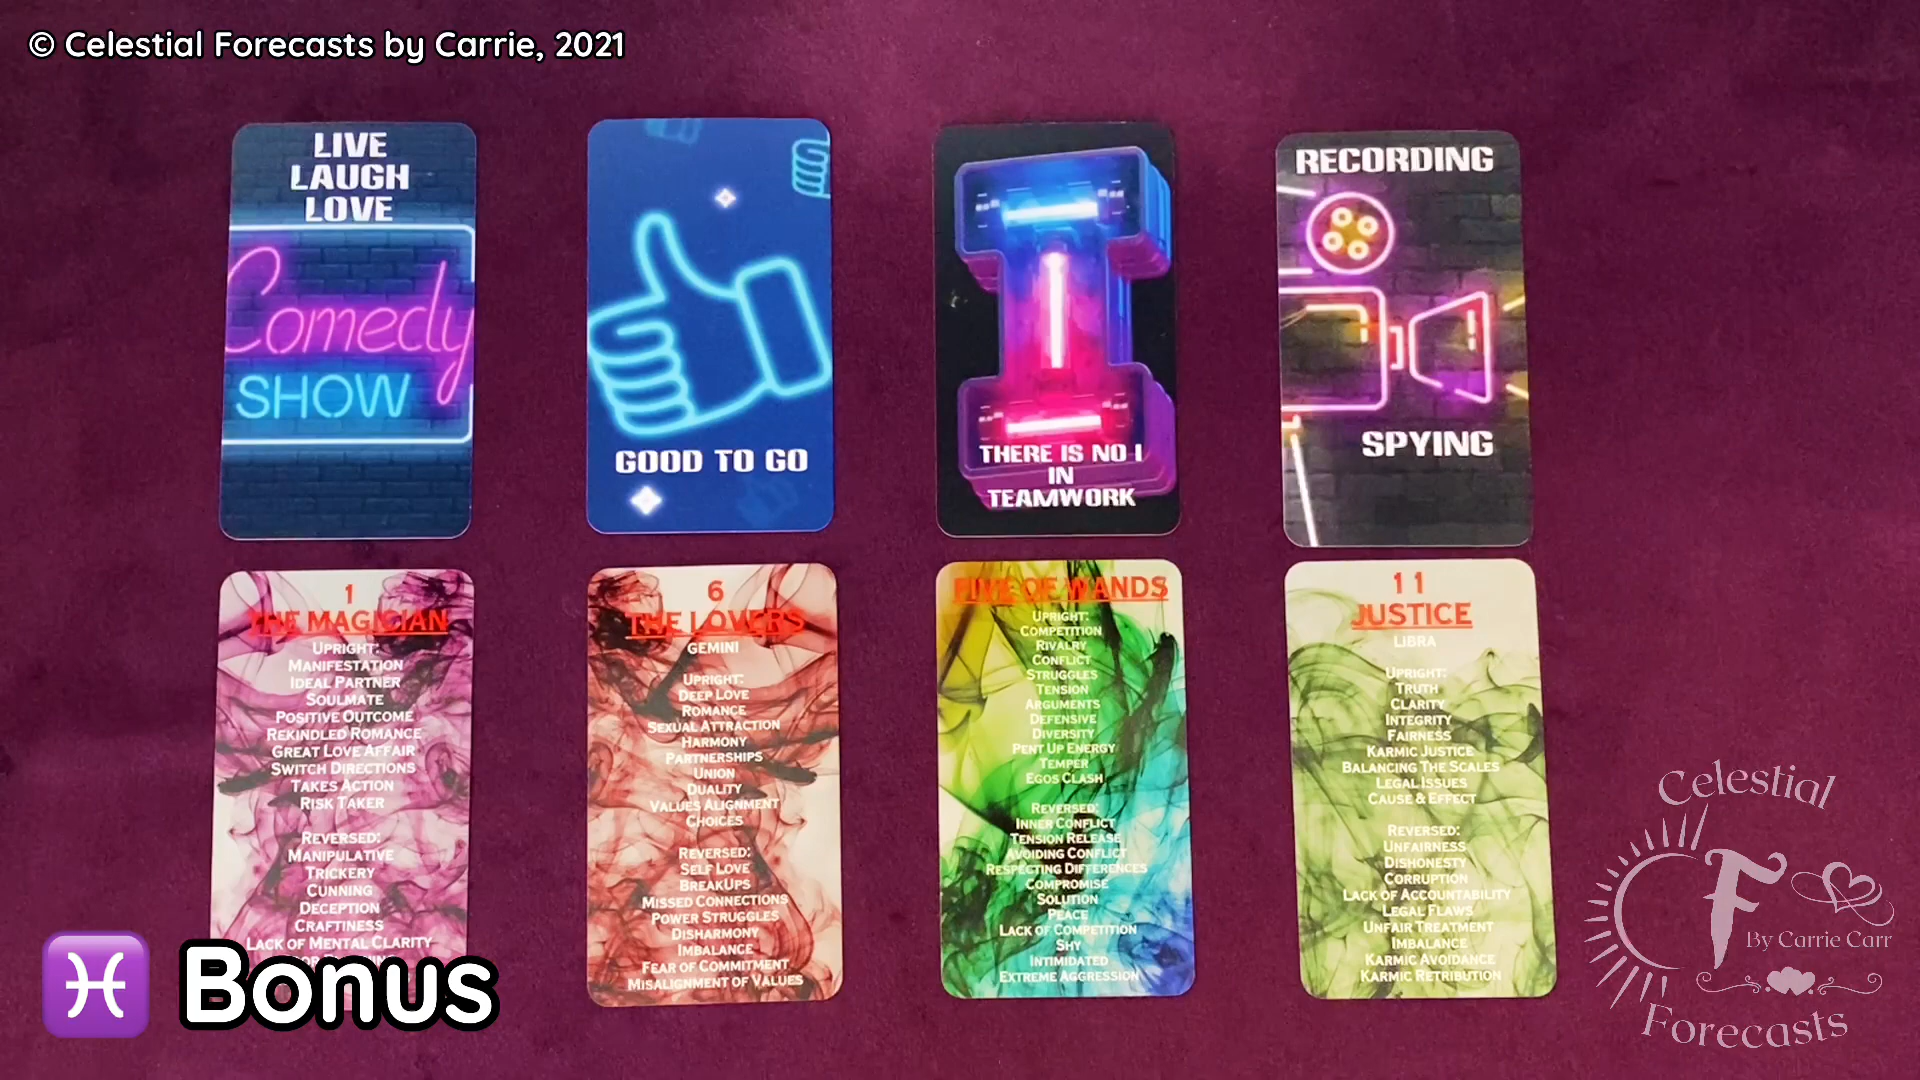 © Celestial Forecasts by Carrie, 2021
LIVE
LAUGH
LOVE
Comedy
SHOW
GOOD TO GO
THERE IS NO I
IN
TEAMWORK
RECORDING
SPYING
1
THE MAGICIAN
UPRIGHT:
MANIFESTATION
IDEAL PARTNER
SOULMATE
POSITIVE OUTCOME
REKINDLED ROMANCE
GREAT LOVE AFFAIR
SWITCH DIRECTIONS
TAKES ACTION
RISK TAKER
REVERSED:
MANIPULATIVE
TRICKERY
CUNNING
DECEPTION
CRAFTINESS
LACK OF MENTAL CLARITY
6
THE LOVERS
GEMINI
UPRIGHT:
DEEP LOVE
ROMANCE
SEXUAL ATTRACTION
HARMONY
PARTNERSHIPS
UNION
DUALITY
VALUES ALIGNMENT
CHOICES
REVERSED:
SELF LOVE
BREAKUPS
MISSED CONNECTIONS
POWER STRUGGLES
DISHARMONY
IMBALANCE
FEAR OF COMMITMENT
MISALIGNMENT OF VALUES
FIVE OF WANDS
UPRIGHT:
COMPETITION
RIVALRY
CONFLICT
STRUGGLES
TENSION
ARGUMENTS
DEFENSIVE
DIVERSITY
PENT UP ENERGY
TEMPER
EGOS CLASH
REVERSED:
INNER CONFLICT
TENSION RELEASE
AVOIDING CONFLICT
RESPECTING DIFFERENCES
COMPROMISE
SOLUTION
PEACE
LACK OF COMPETITION
SHY
INTIMIDATED
EXTREME AGGRESSION
11
JUSTICE
LIBRA
UPRIGHT:
TRUTH
CLARITY
INTEGRITY
FAIRNESS
KARMIC JUSTICE
BALANCING THE SCALES
LEGAL ISSUES
CAUSE & EFFECT
REVERSED:
UNFAIRNESS
DISHONESTY
CORRUPTION
LACK OF ACCOUNTABILITY
LEGAL FLAWS
UNFAIR TREATMENT
IMBALANCE
KARMIC AVOIDANCE
KARMIC RETRIBUTION
♓ Bonus
Celestial
F
By Carrie Carr
Forecasts